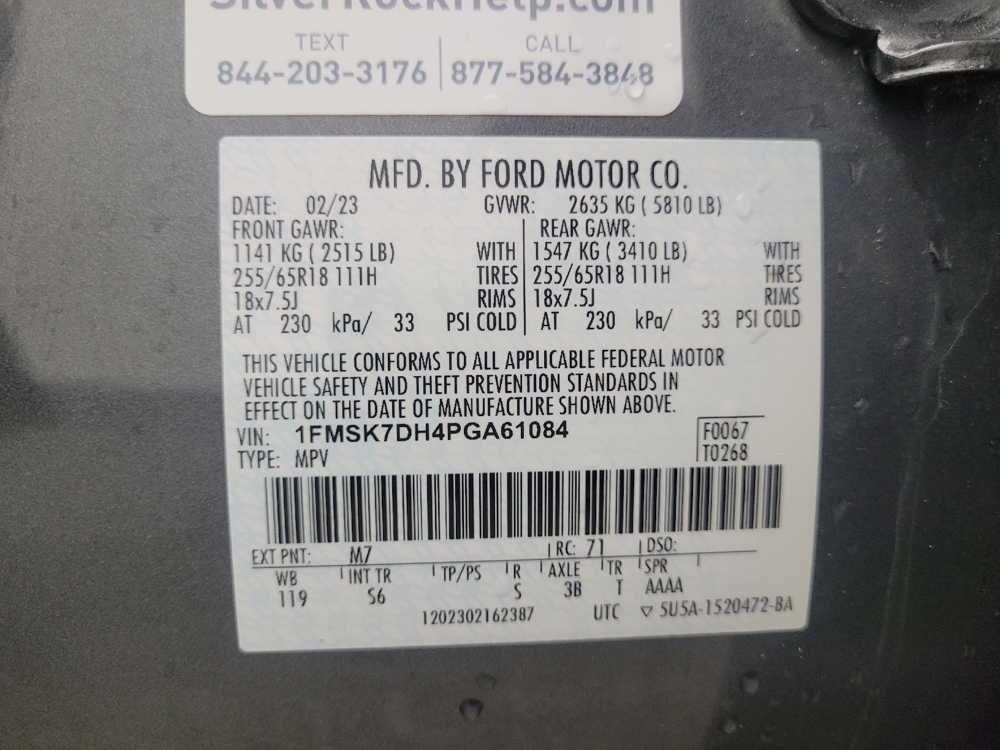 SilverRockHelp.com
TEXT CALL
844-203-3176 877-584-3848
MFD. BY FORD MOTOR CO.
DATE: 02/23 GVWR: 2635 KG ( 5810 LB)
FRONT GAWR: REAR GAWR:
1141 KG ( 2515 LB) WITH 1547 KG ( 3410 LB) WITH
255/65R18 111H TIRES 255/65R18 111H TIRES
18x7.5J RIMS 18x7.5J RIMS
AT 230 kPa/ 33 PSI COLD AT 230 kPa/ 33 PSI COLD
THIS VEHICLE CONFORMS TO ALL APPLICABLE FEDERAL MOTOR
VEHICLE SAFETY AND THEFT PREVENTION STANDARDS IN
EFFECT ON THE DATE OF MANUFACTURE SHOWN ABOVE.
VIN: 1FMSK7DH4PGA61084 F0067
TYPE: MPV T0268
EXT PNT: M7 RC: 71 DSO:
WB INT TR TP/PS R AXLE TR SPR
119 S6 S 3B T AAAA
1202302162387 UTC ▽ 5U5A-1520472-BA